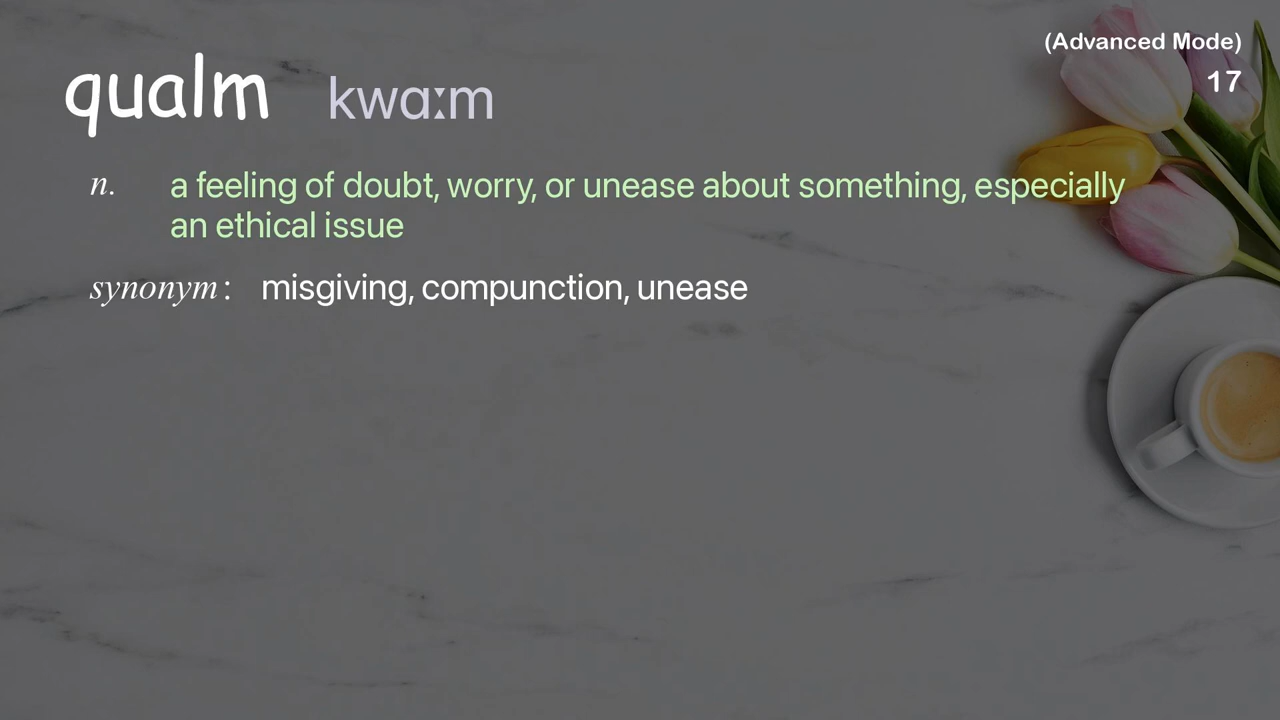 (Advanced Mode)
17
qualm kwɑːm
n. a feeling of doubt, worry, or unease about something, especially
an ethical issue
synonym: misgiving, compunction, unease